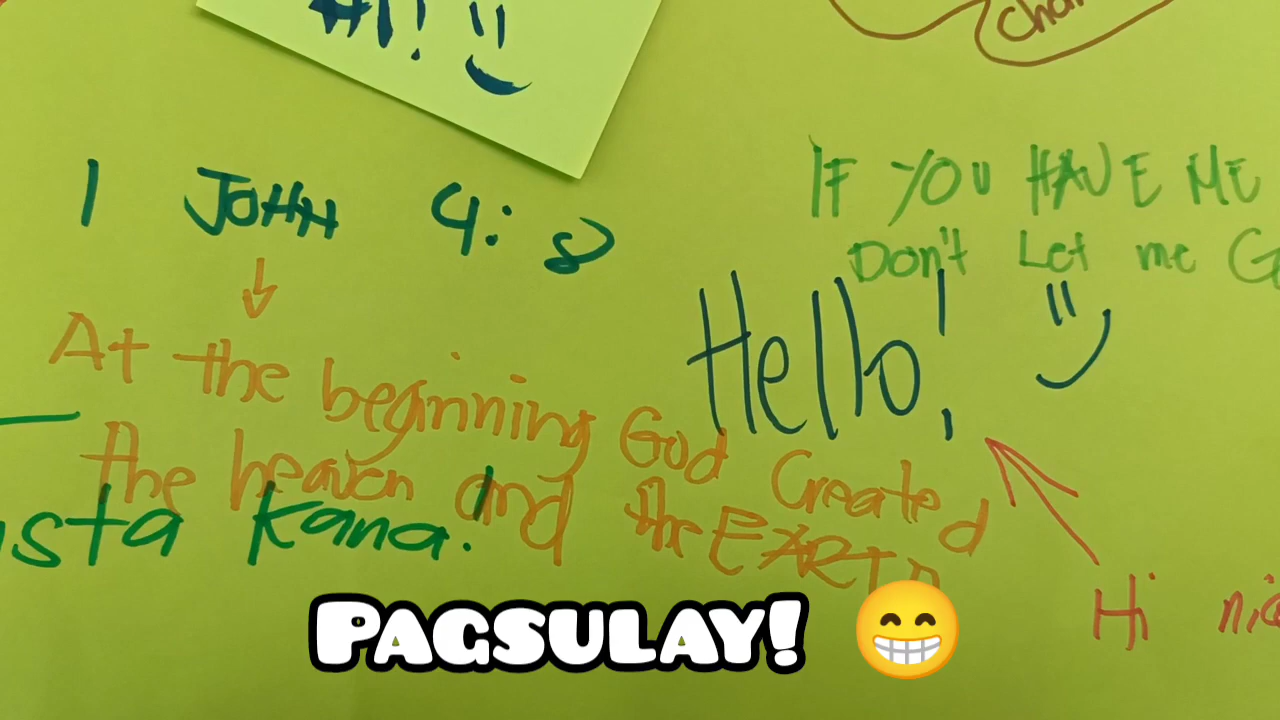 Hi!
IF YOU HAVE ME
1 JOHN 4:8
Don't Let me
Hello!
At the beginning God Created
the heaven and the EARTH
Kana!
Hi
PAGSULAY! 😁